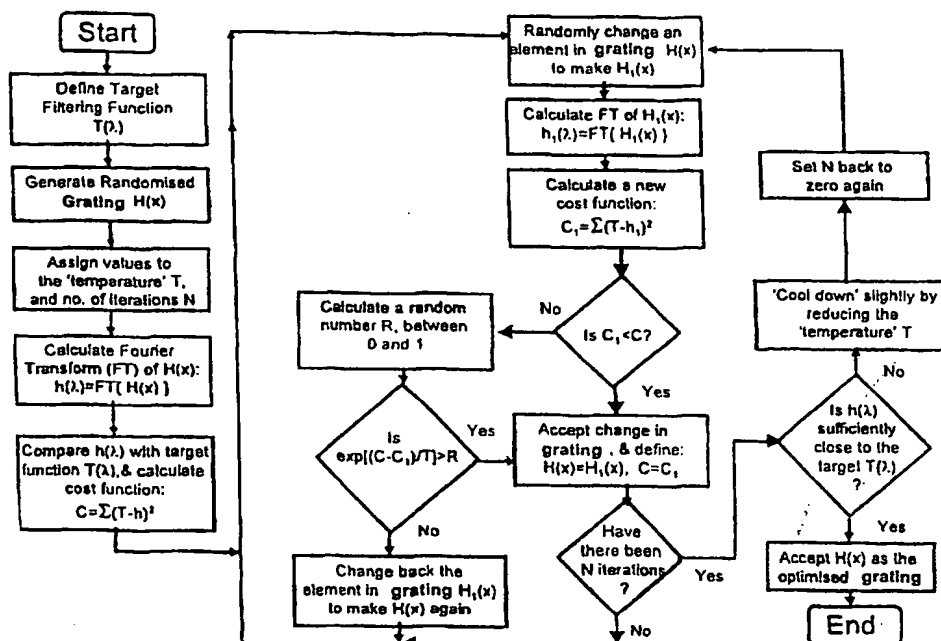 Start
Define Target
Filtering Function
T(λ)
Generate Randomised
Grating H(x)
Assign values to
the 'temperature' T,
and no. of iterations N
Calculate Fourier
Transform (FT) of H(x):
h(λ)=FT{ H(x) }
Compare h(λ) with target
function T(λ),& calculate
cost function:
C=Σ(T-h)²
Randomly change an
element in grating H(x)
to make H₁(x)
Calculate FT of H₁(x):
h₁(λ)=FT{ H₁(x) }
Calculate a new
cost function:
C₁=Σ(T-h₁)²
Is C₁<C?
No
Yes
Calculate a random
number R, between
0 and 1
Is
exp[(C-C₁)/T]>R
Yes
No
Change back the
element in grating H₁(x)
to make H(x) again
Accept change in
grating , & define:
H(x)=H₁(x), C=C₁
Have
there been
N iterations
?
Yes
No
Set N back to
zero again
'Cool down' slightly by
reducing the
'temperature' T
No
Is h(λ)
sufficiently
close to the
target T(λ)
?
Yes
Accept H(x) as the
optimised grating
End